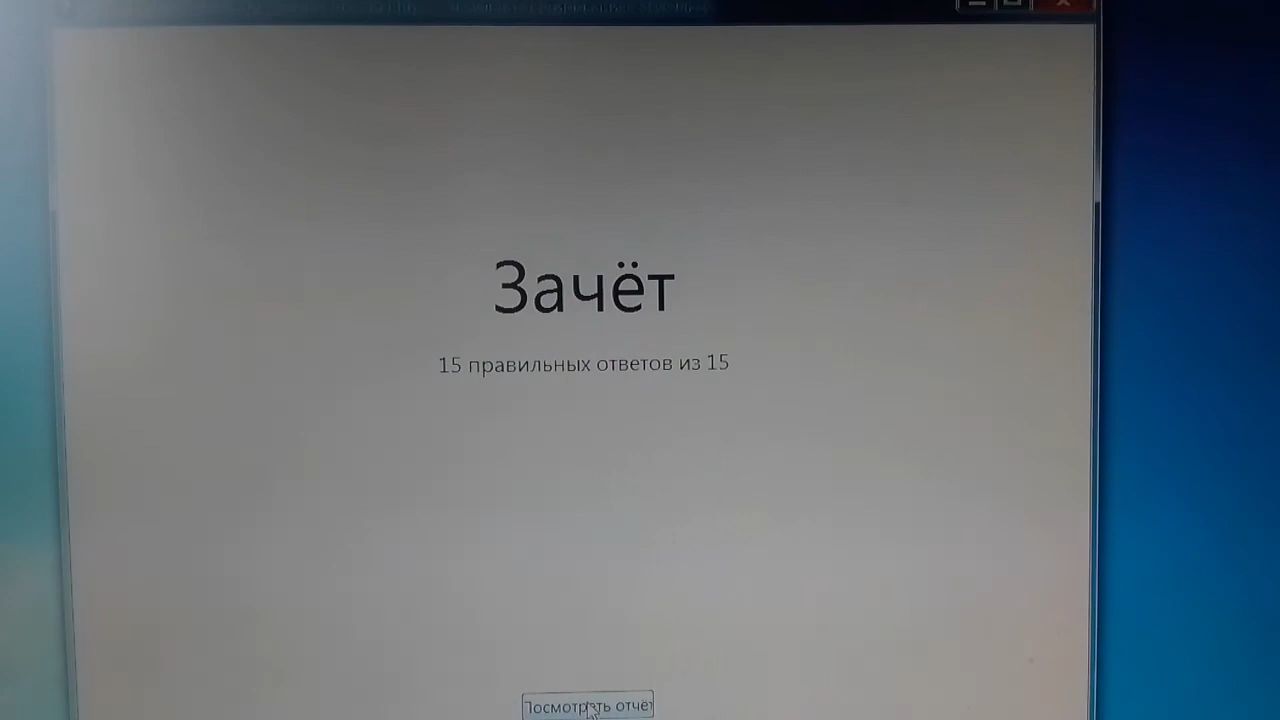 Зачёт
15 правильных ответов из 15
Посмотреть отчёт